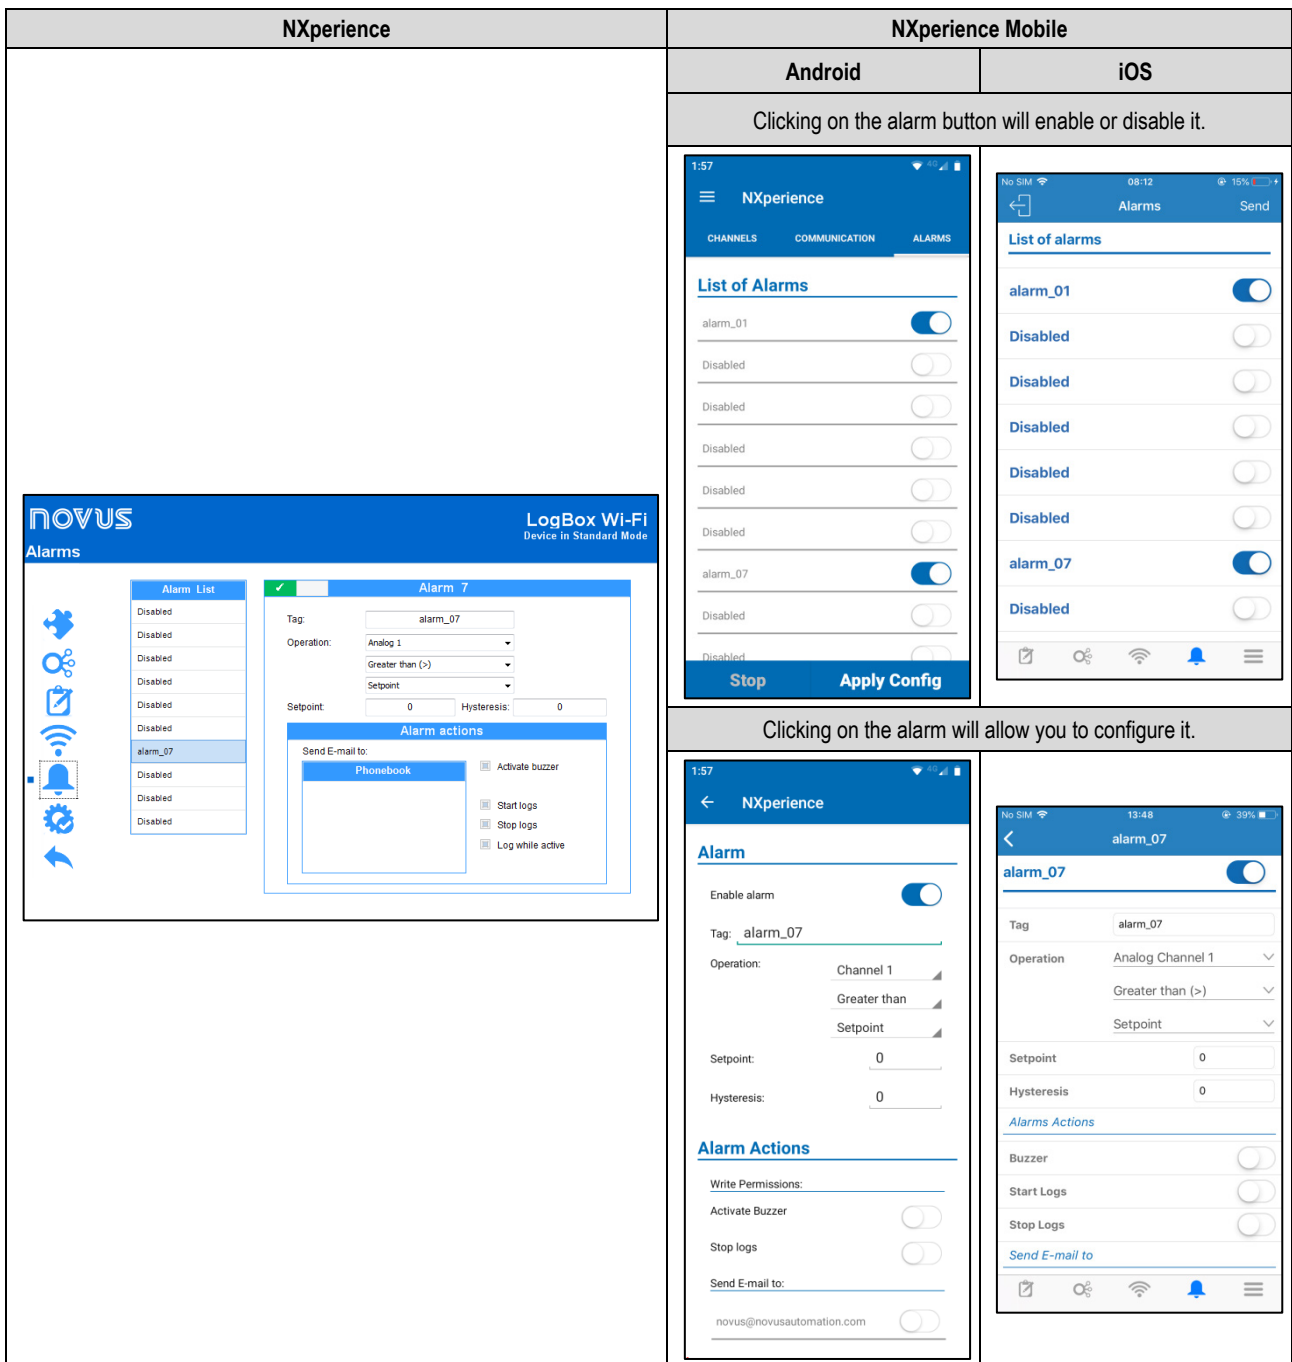 NXperience
NXperience Mobile
Android
iOS
Clicking on the alarm button will enable or disable it.
novus
LogBox Wi-Fi
Device in Standard Mode
Alarms
Alarm List
Disabled
Disabled
Disabled
Disabled
Disabled
Disabled
alarm_07
Disabled
Disabled
Disabled
Alarm 7
Tag: alarm_07
Operation: Analog 1
Greater than (>)
Setpoint
Setpoint: 0 Hysteresis: 0
Alarm actions
Send E-mail to:
Phonebook
Activate buzzer
Start logs
Stop logs
Log while active
1:57 4G
NXperience
CHANNELS COMMUNICATION ALARMS
List of Alarms
alarm_01
Disabled
Disabled
Disabled
Disabled
Disabled
alarm_07
Disabled
Disabled
Stop Apply Config
No SIM 08:12 15%
Alarms Send
List of alarms
alarm_01
Disabled
Disabled
Disabled
Disabled
Disabled
alarm_07
Disabled
Clicking on the alarm will allow you to configure it.
1:57 4G
NXperience
Alarm
Enable alarm
Tag: alarm_07
Operation: Channel 1
Greater than
Setpoint
Setpoint: 0
Hysteresis: 0
Alarm Actions
Write Permissions:
Activate Buzzer
Stop logs
Send E-mail to:
novus@novusautomation.com
No SIM 13:48 39%
alarm_07
alarm_07
Tag alarm_07
Operation Analog Channel 1
Greater than (>)
Setpoint
Setpoint 0
Hysteresis 0
Alarms Actions
Buzzer
Start Logs
Stop Logs
Send E-mail to